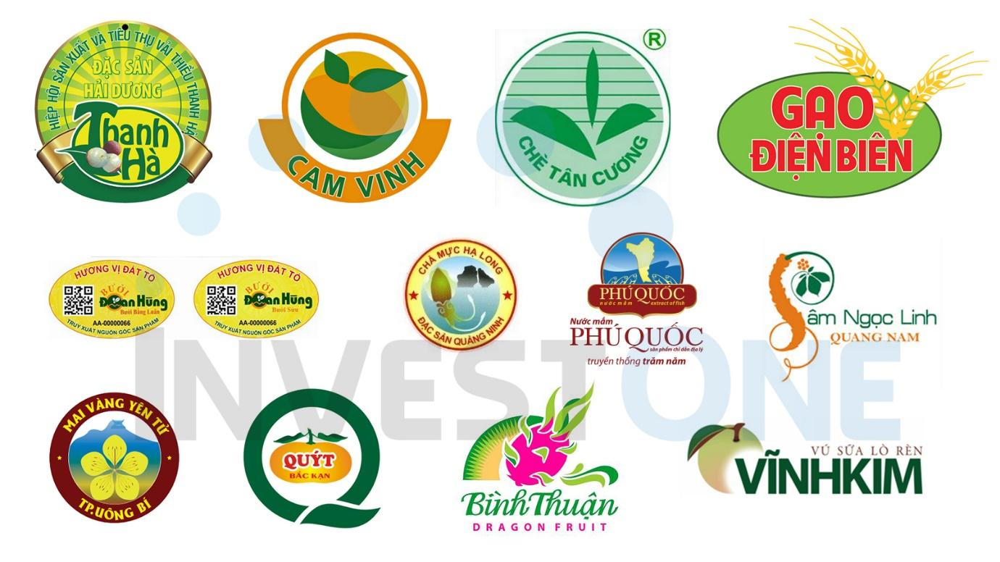 HIỆP HỘI SẢN XUẤT VÀ TIÊU THỤ VẢI THIỀU THANH HÀ
ĐẶC SẢN
HẢI DƯƠNG
Thanh
Hà
CAM VINH
®
CHÈ TÂN CƯƠNG
GẠO
ĐIỆN BIÊN
HƯƠNG VỊ ĐẤT TỔ
BƯỞI
Đoan Hùng
Bưởi Bằng Luân
AA-00000066
TRUY XUẤT NGUỒN GỐC SẢN PHẨM
HƯƠNG VỊ ĐẤT TỔ
BƯỞI
Đoan Hùng
Bưởi Sửu
AA-00000066
TRUY XUẤT NGUỒN GỐC SẢN PHẨM
CHẢ MỰC HẠ LONG
ĐẶC SẢN QUẢNG NINH
PHÚ QUỐC
nước mắm extract of fish
Nước mắm
PHÚ QUỐC
sản phẩm chỉ dẫn địa lý
truyền thống trăm năm
Sâm Ngọc Linh
QUANG NAM
INVEST ONE
MAI VÀNG YÊN TỬ
TP.UÔNG BÍ
QUÝT
BẮC KẠN
Bình Thuận
DRAGON FRUIT
VÚ SỮA LÒ RÈN
VĨNH KIM